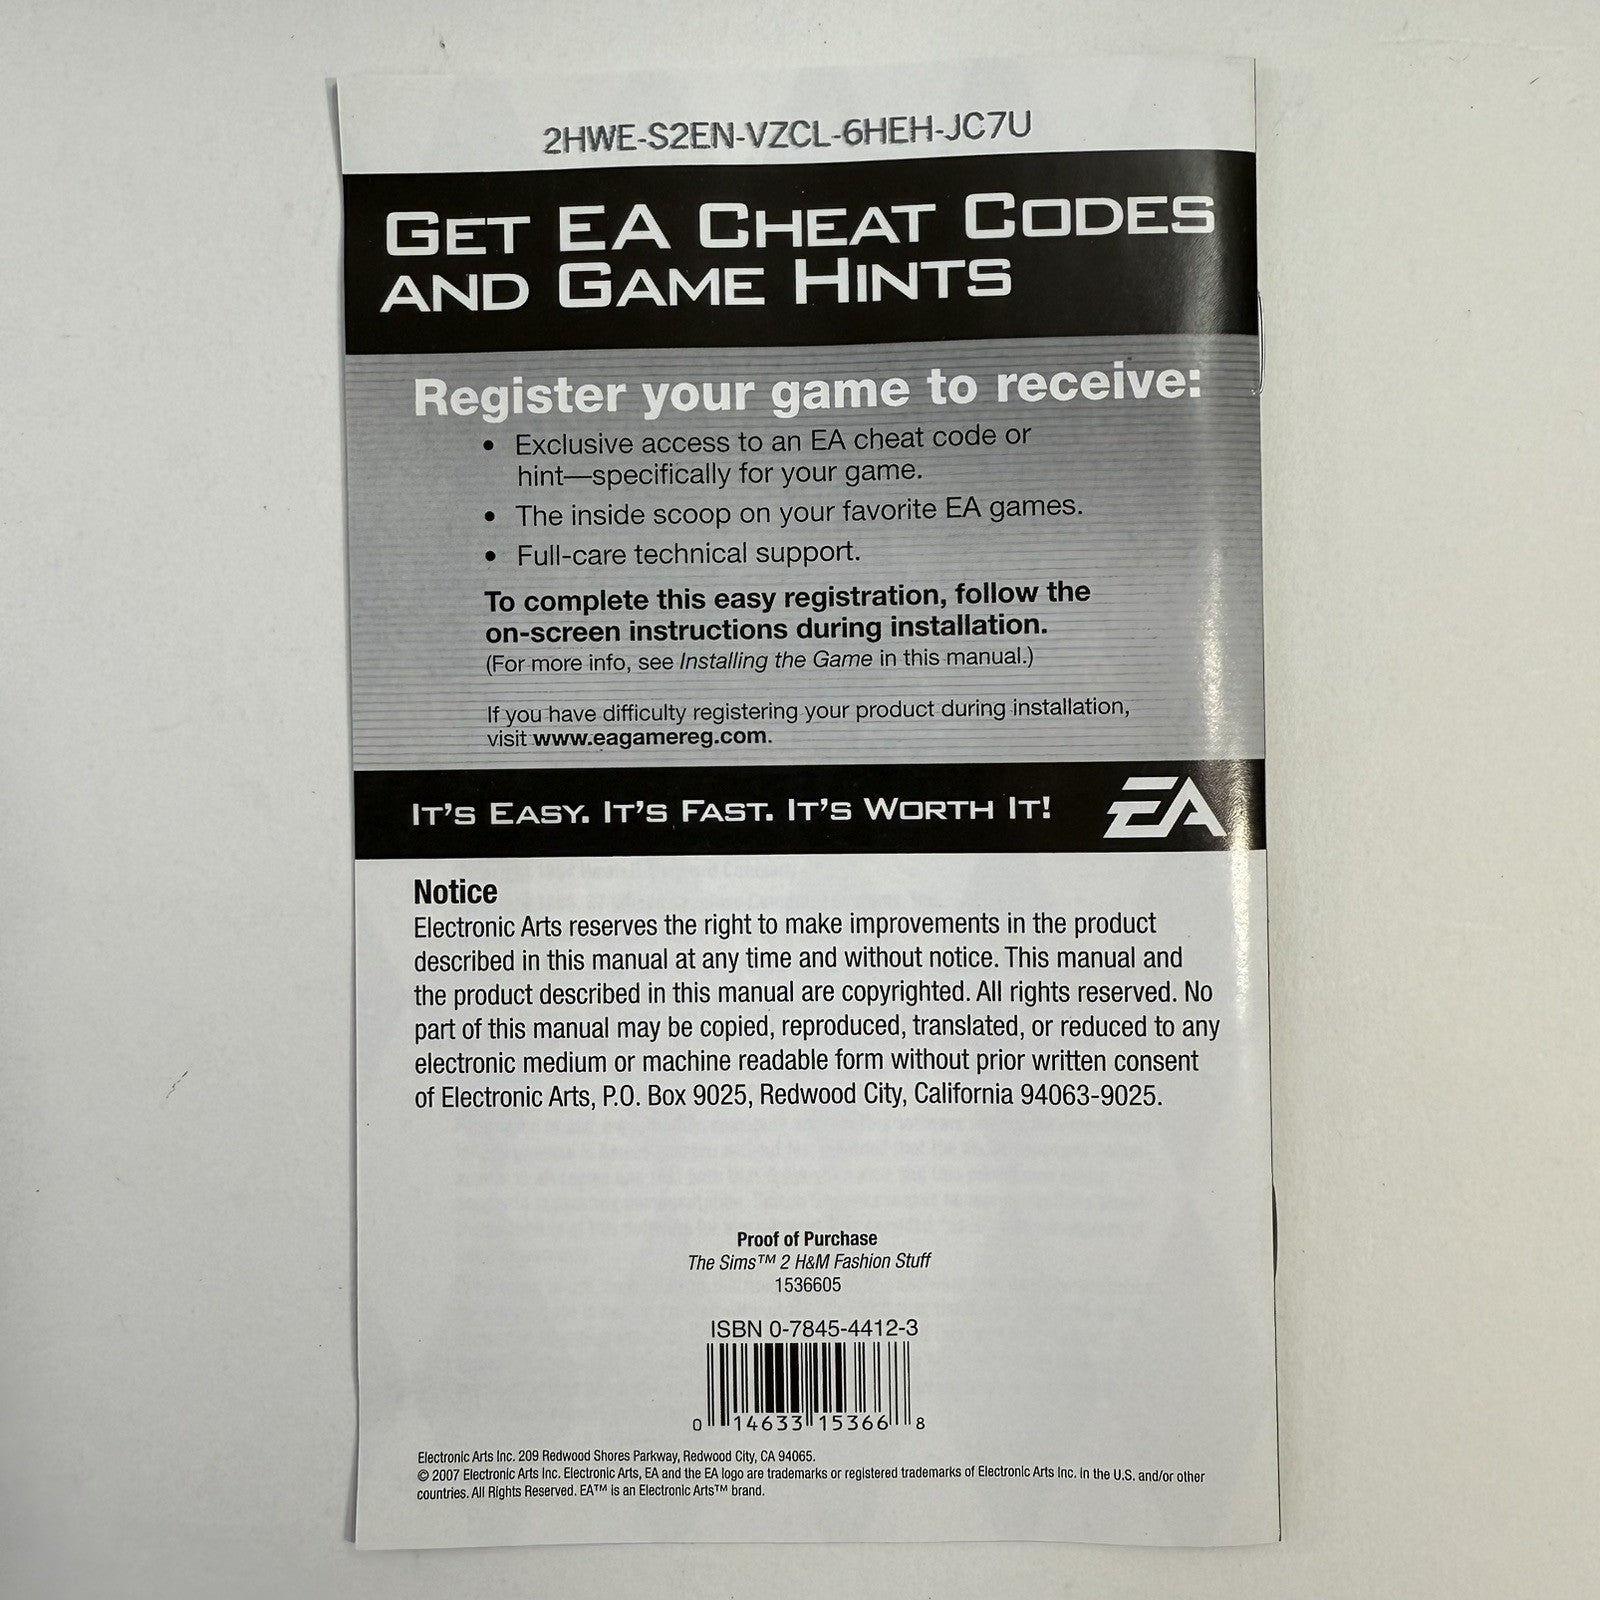 2HWE-S2EN-VZCL-6HEH-JC7U
GET EA CHEAT CODES
AND GAME HINTS
Register your game to receive:
• Exclusive access to an EA cheat code or
hint—specifically for your game.
• The inside scoop on your favorite EA games.
• Full-care technical support.
To complete this easy registration, follow the
on-screen instructions during installation.
(For more info, see Installing the Game in this manual.)
If you have difficulty registering your product during installation,
visit www.eagamereg.com.
IT'S EASY. IT'S FAST. IT'S WORTH IT!
EA
Notice
Electronic Arts reserves the right to make improvements in the product
described in this manual at any time and without notice. This manual and
the product described in this manual are copyrighted. All rights reserved. No
part of this manual may be copied, reproduced, translated, or reduced to any
electronic medium or machine readable form without prior written consent
of Electronic Arts, P.O. Box 9025, Redwood City, California 94063-9025.
Proof of Purchase
The Sims™ 2 H&M Fashion Stuff
1536605
ISBN 0-7845-4412-3
0 14633 15366 8
Electronic Arts Inc. 209 Redwood Shores Parkway, Redwood City, CA 94065.
© 2007 Electronic Arts Inc. Electronic Arts, EA and the EA logo are trademarks or registered trademarks of Electronic Arts Inc. in the U.S. and/or other
countries. All Rights Reserved. EA™ is an Electronic Arts™ brand.